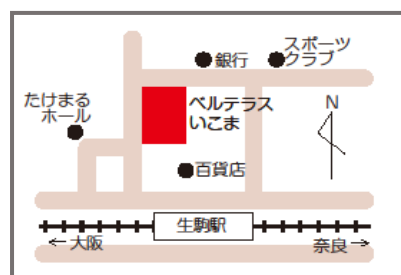 スポーツ
クラブ
銀行
たけまる
ホール
ベルテラス
いこま
N
百貨店
生駒駅
←大阪
奈良→